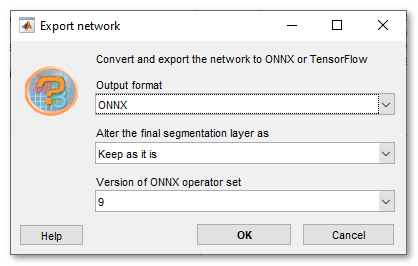 Export network
Convert and export the network to ONNX or TensorFlow
Output format
ONNX
Alter the final segmentation layer as
Keep as it is
Version of ONNX operator set
9
Help
OK
Cancel